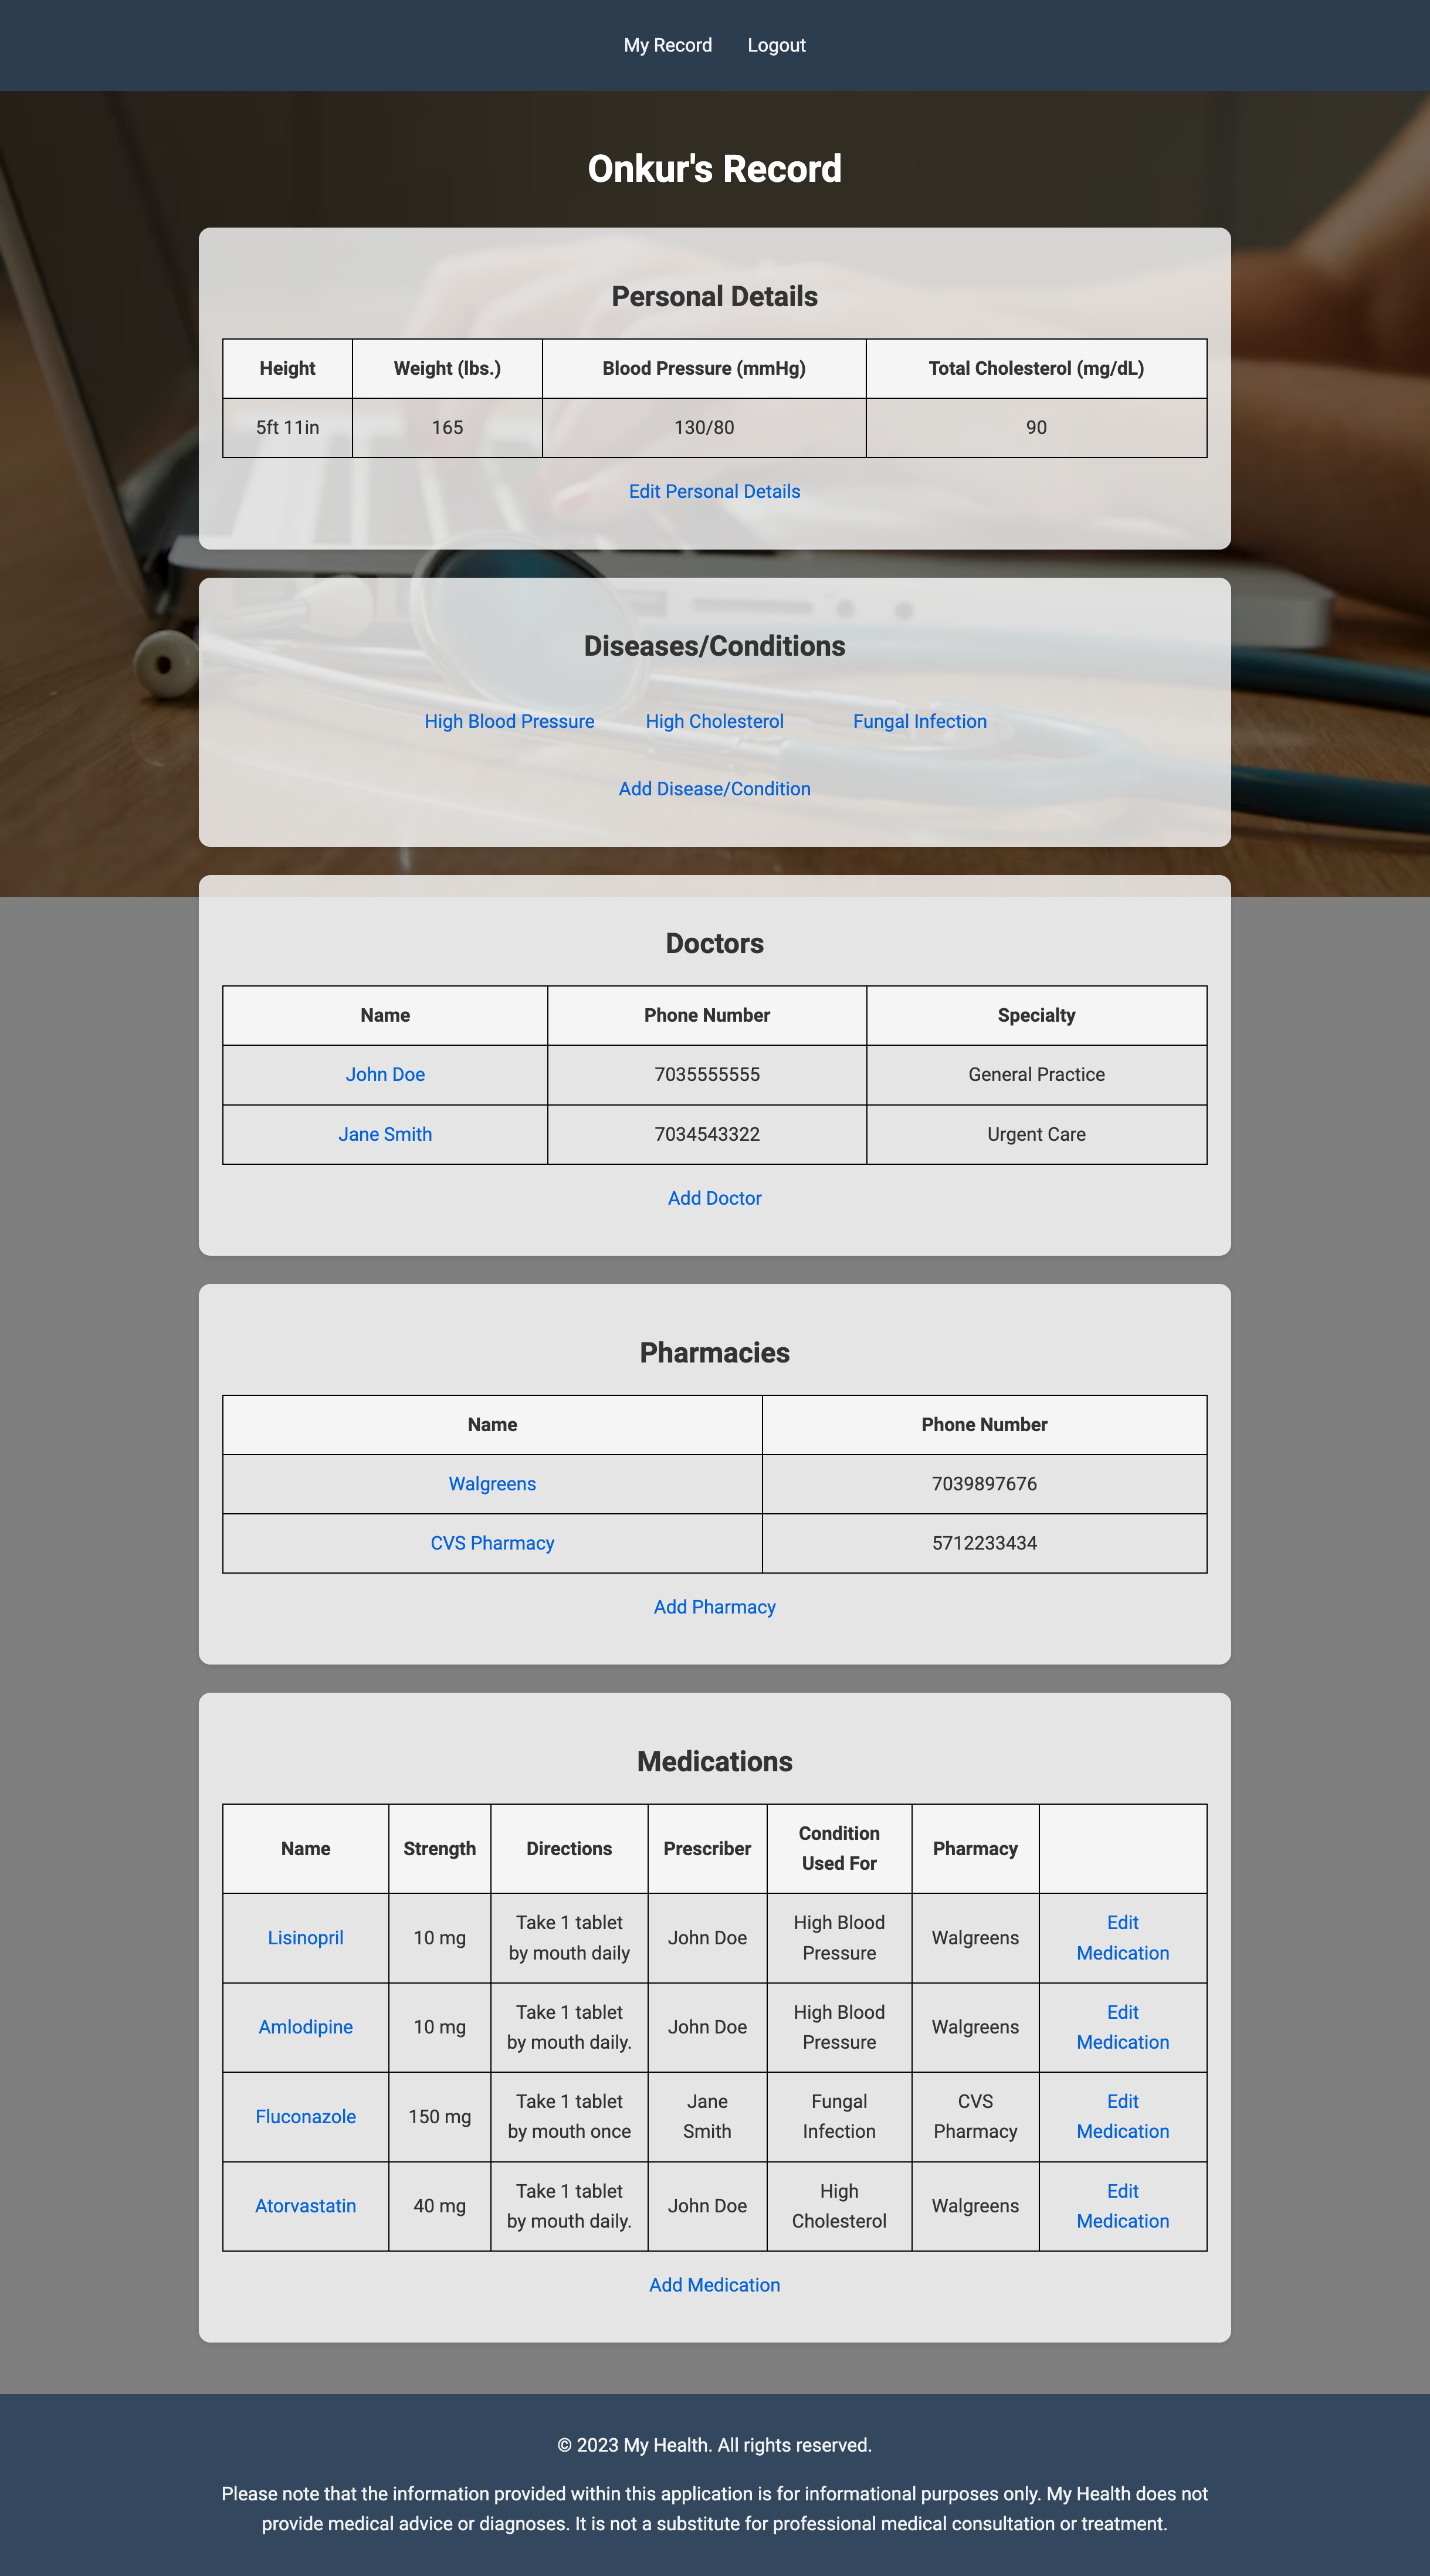 My Record Logout
Onkur's Record
Personal Details
Height Weight (lbs.) Blood Pressure (mmHg) Total Cholesterol (mg/dL)
5ft 11in 165 130/80 90
Edit Personal Details
Diseases/Conditions
High Blood Pressure High Cholesterol Fungal Infection
Add Disease/Condition
Doctors
Name Phone Number Specialty
John Doe 7035555555 General Practice
Jane Smith 7034543322 Urgent Care
Add Doctor
Pharmacies
Name Phone Number
Walgreens 7039897676
CVS Pharmacy 5712233434
Add Pharmacy
Medications
Name Strength Directions Prescriber Condition Used For Pharmacy
Lisinopril 10 mg Take 1 tablet by mouth daily John Doe High Blood Pressure Walgreens Edit Medication
Amlodipine 10 mg Take 1 tablet by mouth daily. John Doe High Blood Pressure Walgreens Edit Medication
Fluconazole 150 mg Take 1 tablet by mouth once Jane Smith Fungal Infection CVS Pharmacy Edit Medication
Atorvastatin 40 mg Take 1 tablet by mouth daily. John Doe High Cholesterol Walgreens Edit Medication
Add Medication
© 2023 My Health. All rights reserved.
Please note that the information provided within this application is for informational purposes only. My Health does not
provide medical advice or diagnoses. It is not a substitute for professional medical consultation or treatment.